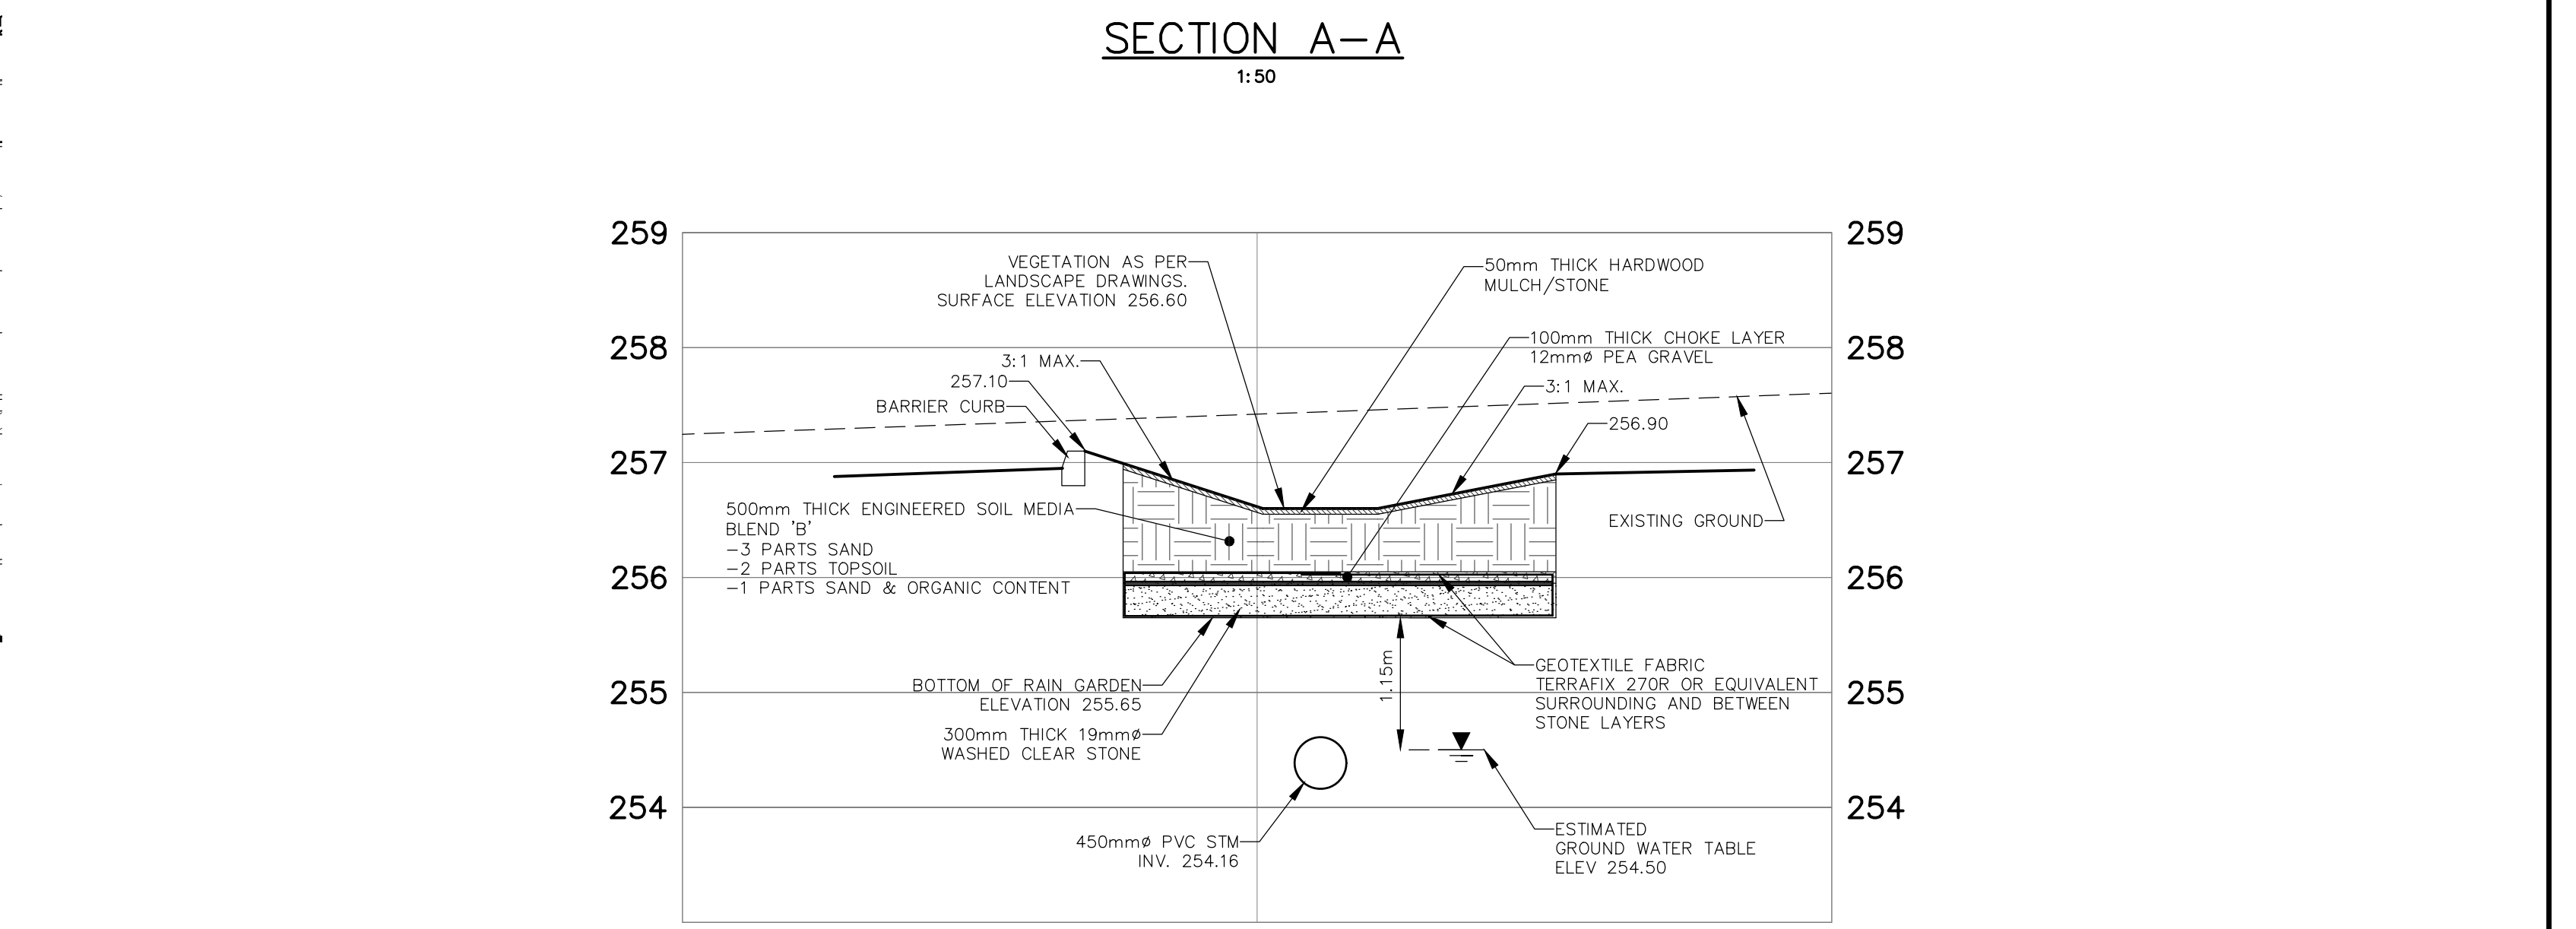 SECTION A-A
1:50
259
259
VEGETATION AS PER
LANDSCAPE DRAWINGS.
SURFACE ELEVATION 256.60
50mm THICK HARDWOOD
MULCH/STONE
258
258
100mm THICK CHOKE LAYER
12mmø PEA GRAVEL
3:1 MAX.
257.10
BARRIER CURB
3:1 MAX.
256.90
257
257
500mm THICK ENGINEERED SOIL MEDIA
BLEND 'B'
-3 PARTS SAND
-2 PARTS TOPSOIL
-1 PARTS SAND & ORGANIC CONTENT
EXISTING GROUND
256
256
1.15m
BOTTOM OF RAIN GARDEN
ELEVATION 255.65
300mm THICK 19mmø
WASHED CLEAR STONE
GEOTEXTILE FABRIC
TERRAFIX 270R OR EQUIVALENT
SURROUNDING AND BETWEEN
STONE LAYERS
255
255
254
254
450mmø PVC STM
INV. 254.16
ESTIMATED
GROUND WATER TABLE
ELEV 254.50